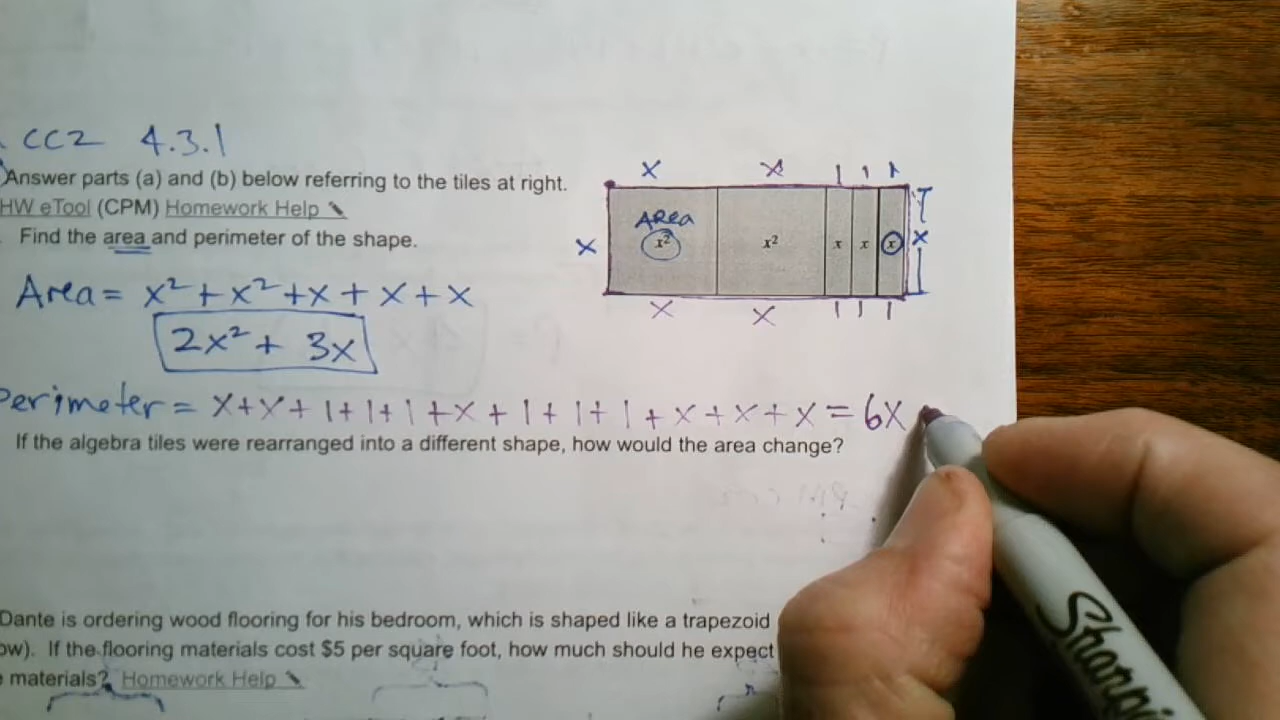 CC2 4.3.1
Answer parts (a) and (b) below referring to the tiles at right.
HW eTool (CPM) Homework Help
Find the area and perimeter of the shape.
Area = x² + x² + x + x + x
2x² + 3x
Perimeter = x+x+1+1+1+x+1+1+1+x+x+x=6x
If the algebra tiles were rearranged into a different shape, how would the area change?
x x 1 1 1
AREA
x x² x² x x x x
x x 1 1 1
Dante is ordering wood flooring for his bedroom, which is shaped like a trapezoid
ow). If the flooring materials cost $5 per square foot, how much should he expect
materials? Homework Help
Sharpi